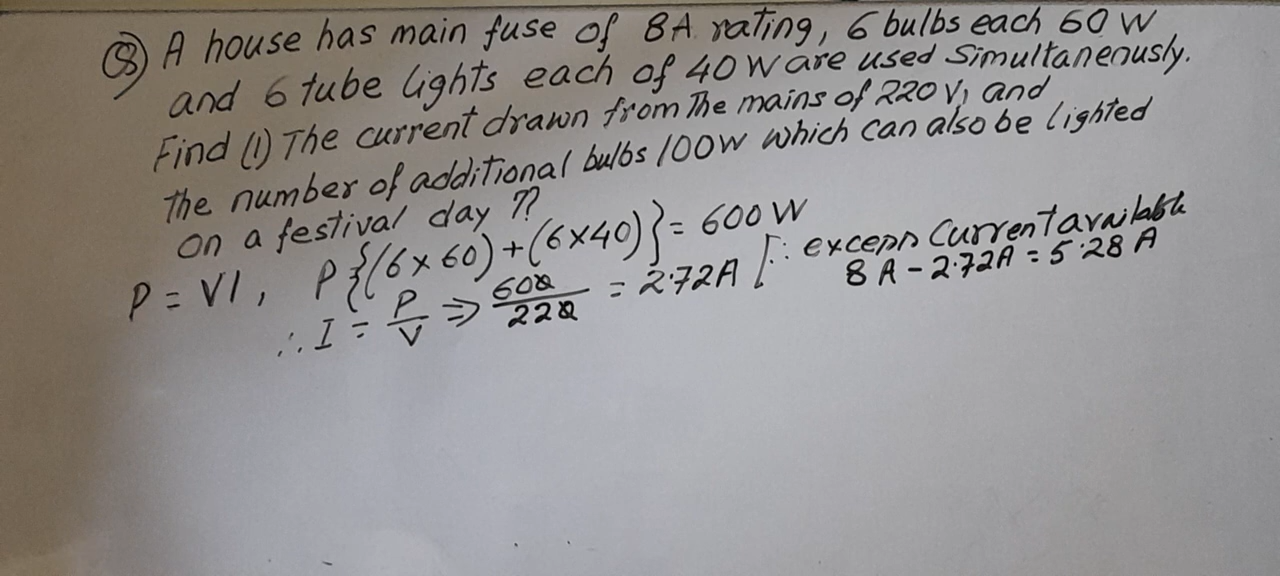 (Q) A house has main fuse of 8A rating, 6 bulbs each 60 W
and 6 tube lights each of 40 W are used Simultanenusly.
Find (1) The current drawn from The mains of 220 V, and
The number of additional bulbs 100W which can also be lighted
on a festival day ??
P = VI, P{(6×60)+(6×40)} = 600 W
∴ I = P/V ⇒ 600/220 = 2.72A [∴ excess Current available
8 A - 2.72A = 5.28 A